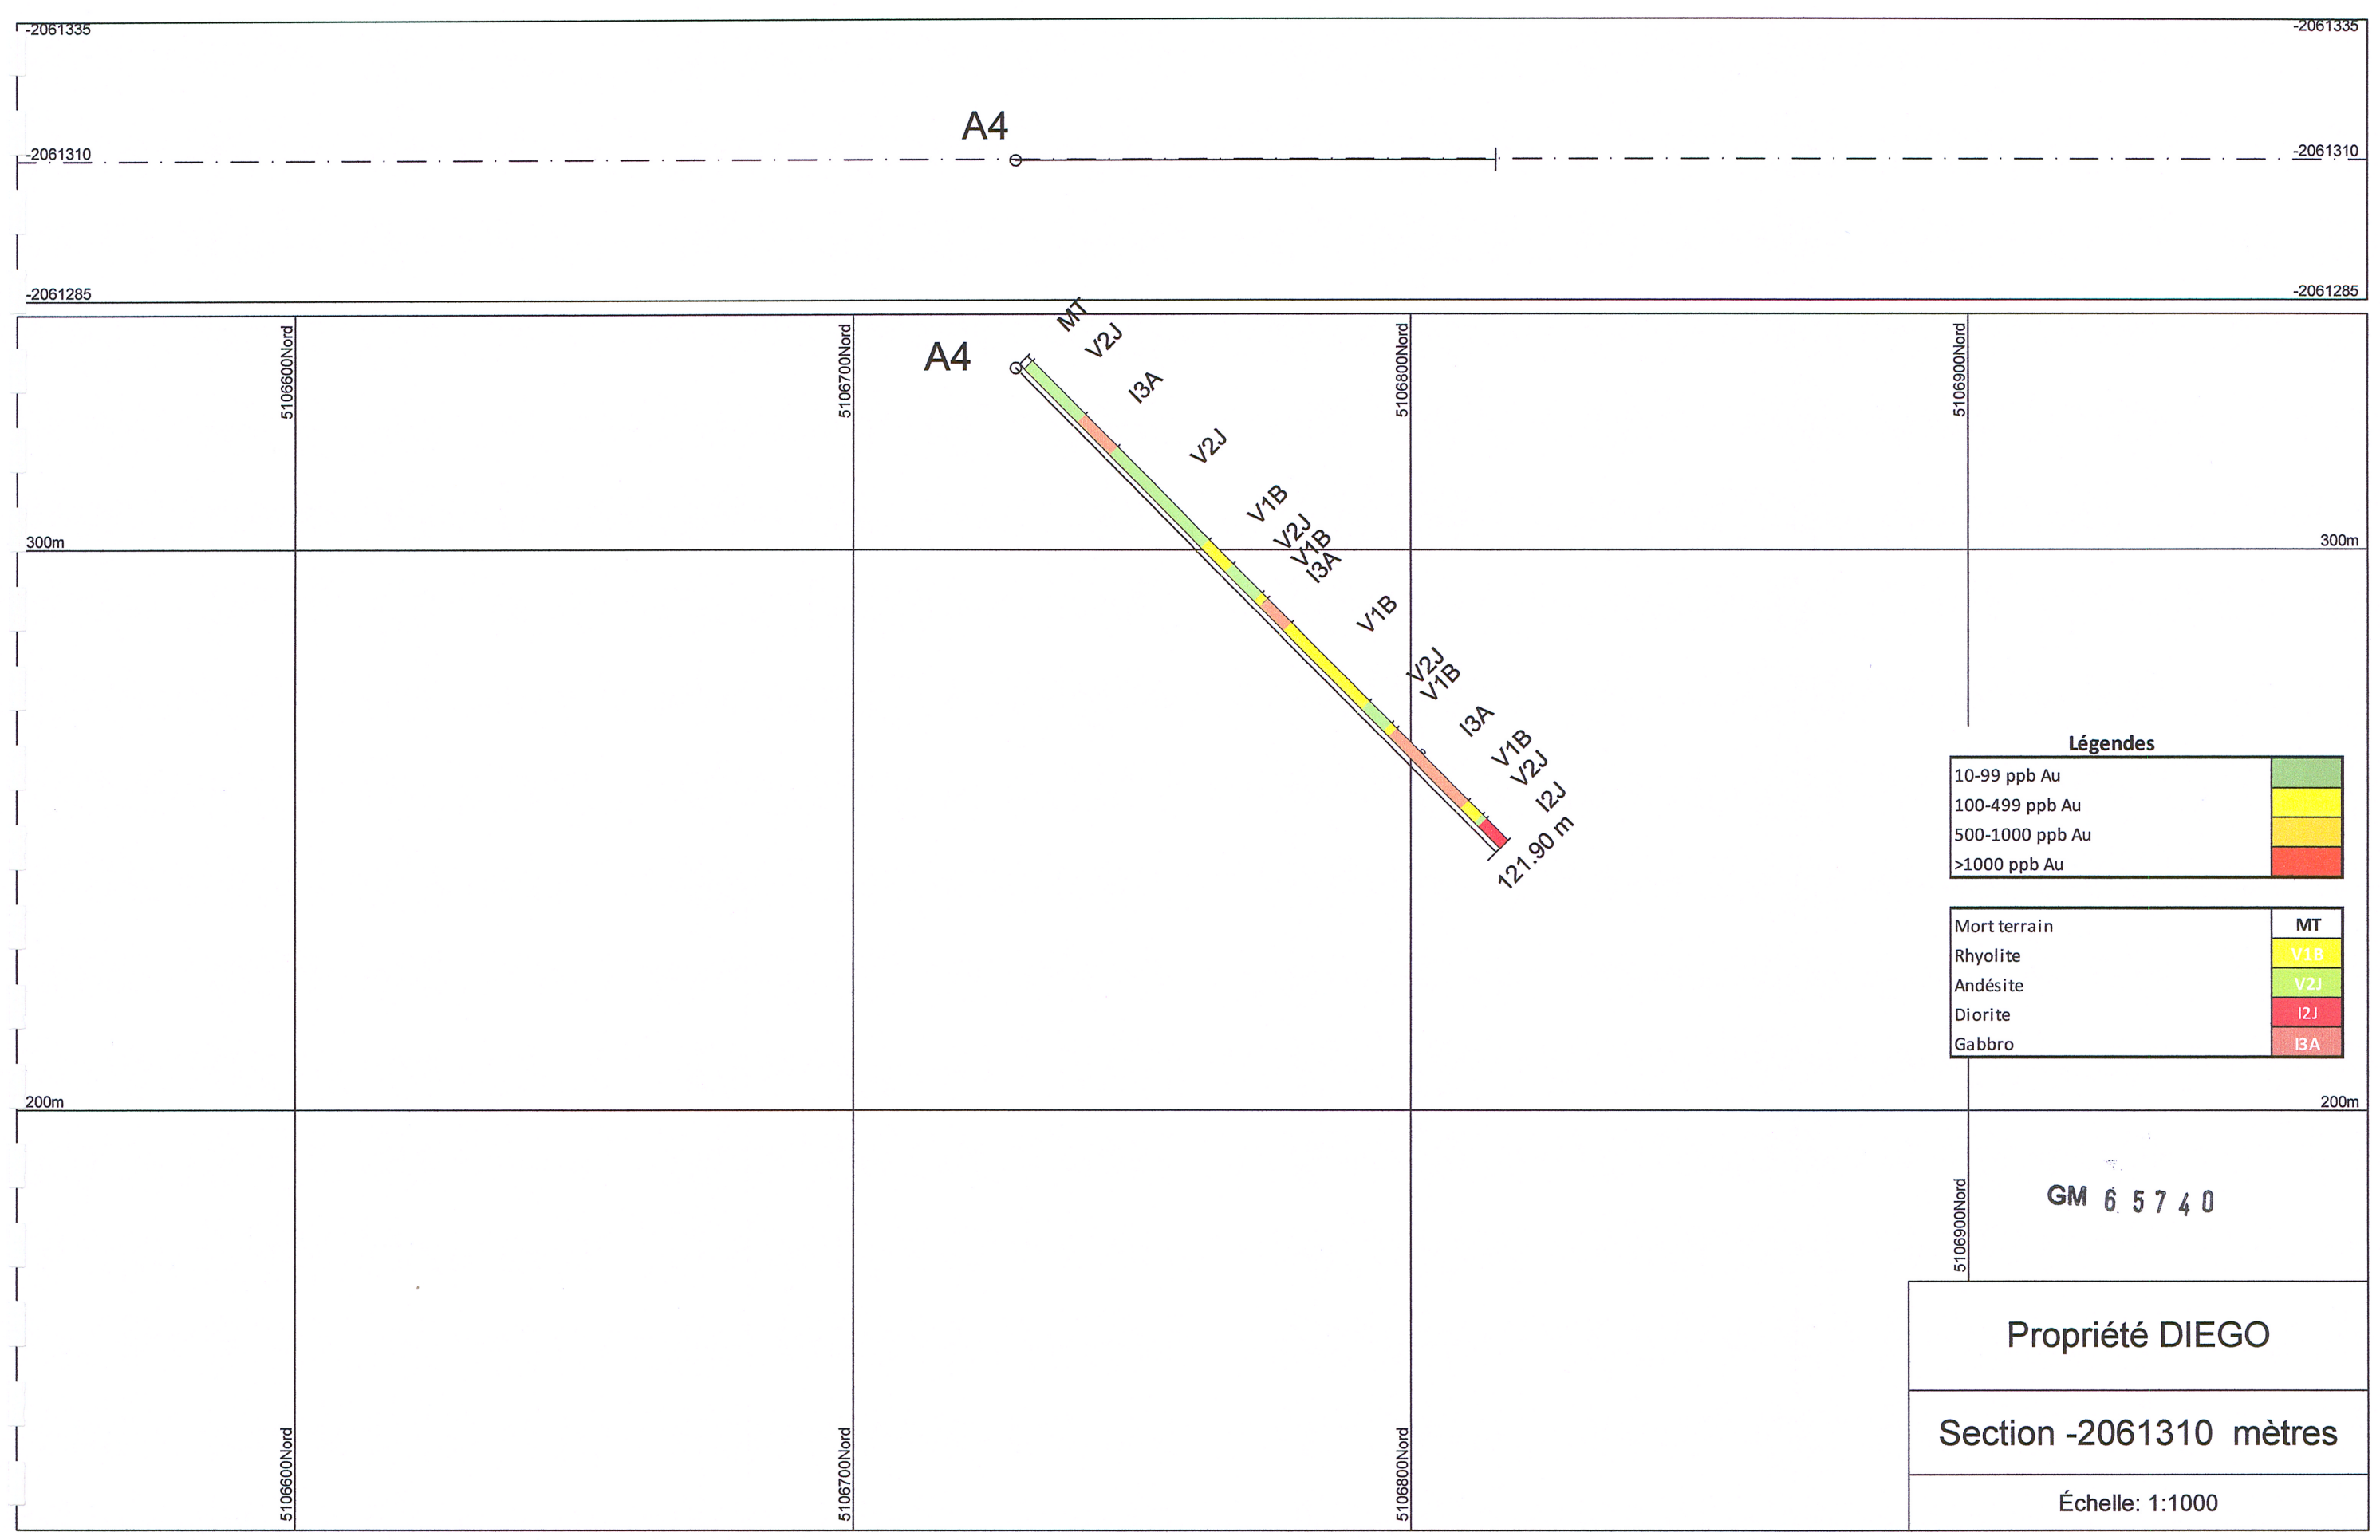 -2061335
-2061335
A4
-2061310
-2061310
-2061285
-2061285
5106600Nord
5106700Nord
5106800Nord
5106900Nord
A4
MT
V2J
I3A
V2J
V1B
V2J
V1B
I3A
V1B
V2J
V1B
I3A
V1B
V2J
I2J
121.90 m
300m
300m
Légendes
10-99 ppb Au
100-499 ppb Au
500-1000 ppb Au
>1000 ppb Au
Mort terrain MT
Rhyolite V1B
Andésite V2J
Diorite I2J
Gabbro I3A
200m
200m
GM 65740
5106600Nord
5106700Nord
5106800Nord
5106900Nord
Propriété DIEGO
Section -2061310 mètres
Échelle: 1:1000